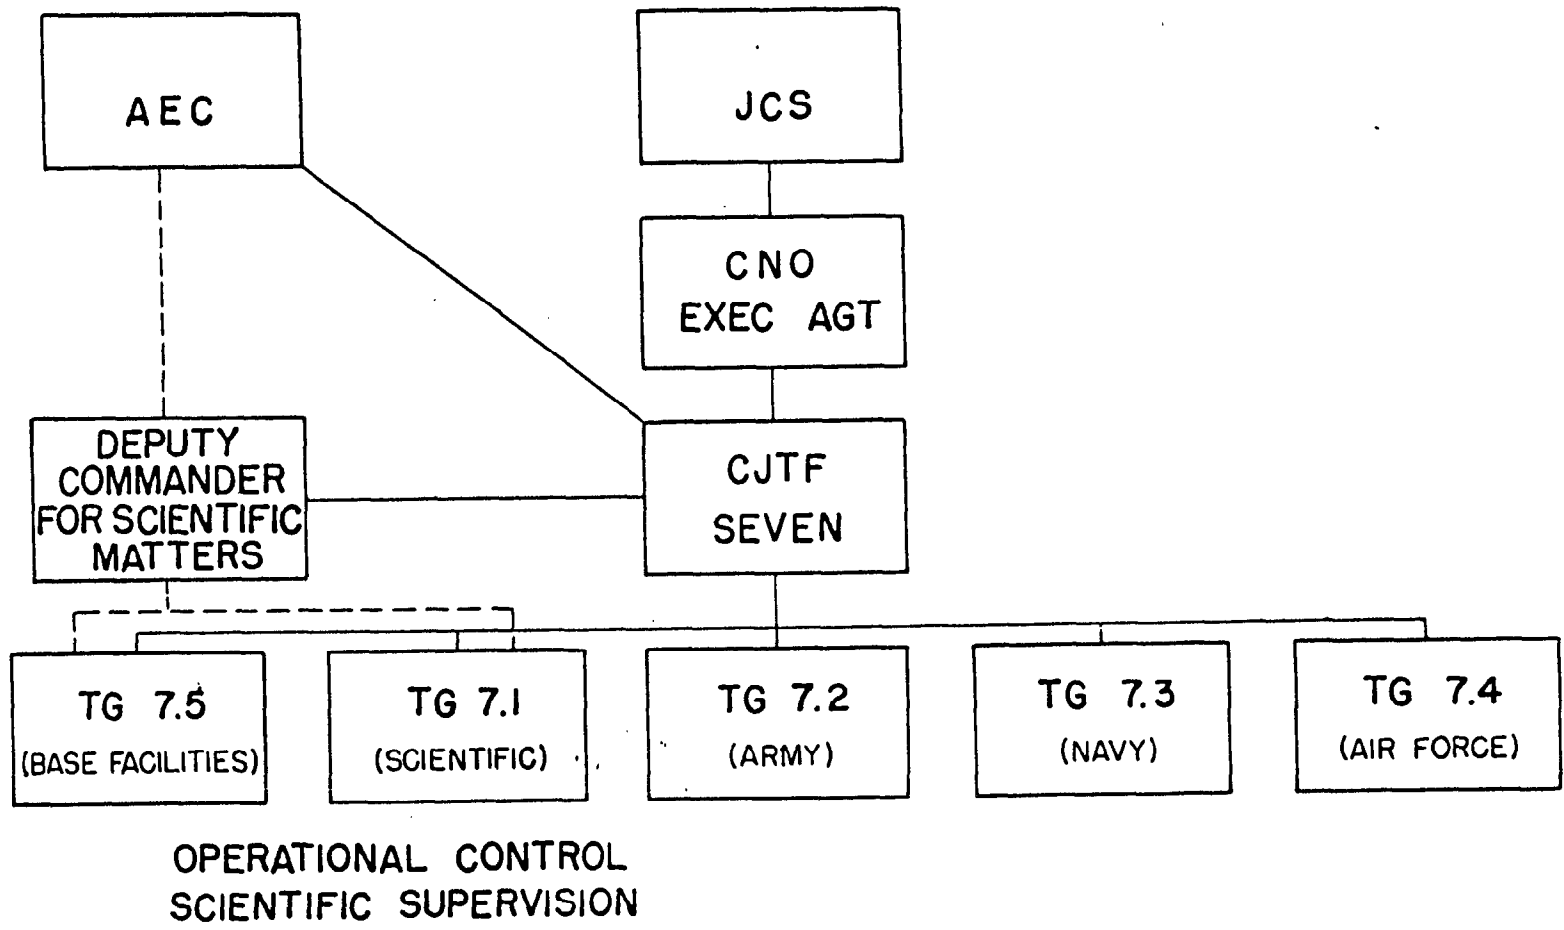 AEC
JCS
CNO
EXEC AGT
DEPUTY
COMMANDER
FOR SCIENTIFIC
MATTERS
CJTF
SEVEN
TG 7.5
(BASE FACILITIES)
TG 7.1
(SCIENTIFIC)
TG 7.2
(ARMY)
TG 7.3
(NAVY)
TG 7.4
(AIR FORCE)
OPERATIONAL CONTROL
SCIENTIFIC SUPERVISION